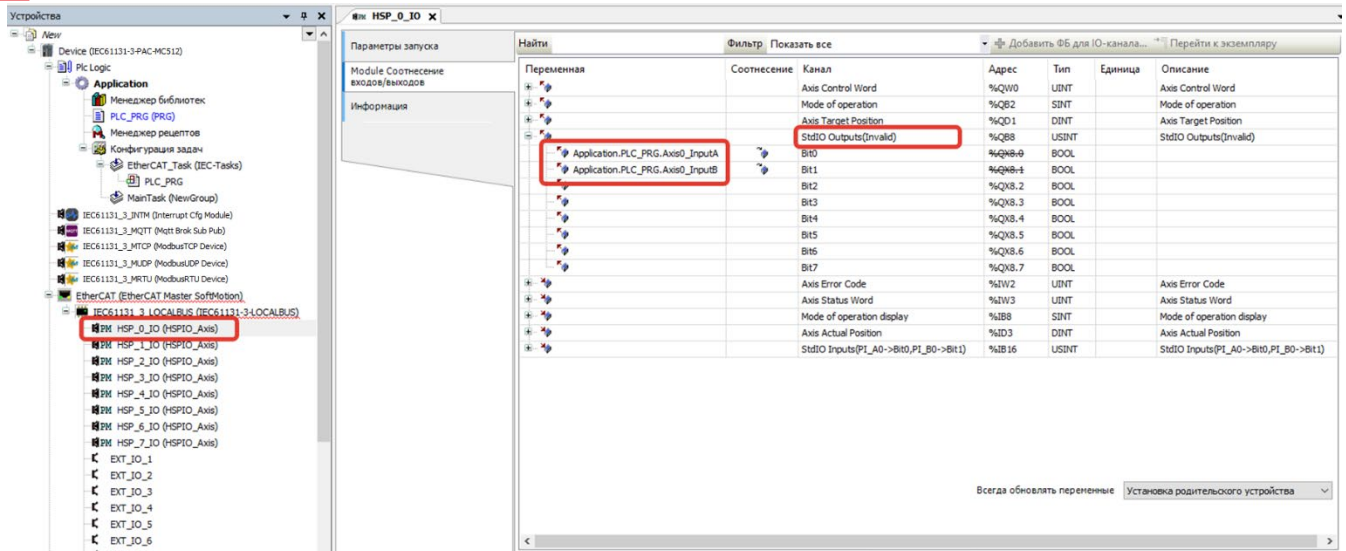 Устройства
HSP_0_IO X
New
Device (IEC61131-3-PAC-MC512)
Plc Logic
Application
Менеджер библиотек
PLC_PRG (PRG)
Менеджер рецептов
Конфигурация задач
EtherCAT_Task (IEC-Tasks)
PLC_PRG
MainTask (NewGroup)
IEC61131_3_INTM (Interrupt Cfg Module)
IEC61131_3_MQTT (Mqtt Brok Sub Pub)
IEC61131_3_MTCP (ModbusTCP Device)
IEC61131_3_MUDP (ModbusUDP Device)
IEC61131_3_MRTU (ModbusRTU Device)
EtherCAT (EtherCAT Master SoftMotion)
IEC61131_3_LOCALBUS (IEC61131-3-LOCALBUS)
HSP_0_IO (HSPIO_Axis)
HSP_1_IO (HSPIO_Axis)
HSP_2_IO (HSPIO_Axis)
HSP_3_IO (HSPIO_Axis)
HSP_4_IO (HSPIO_Axis)
HSP_5_IO (HSPIO_Axis)
HSP_6_IO (HSPIO_Axis)
HSP_7_IO (HSPIO_Axis)
EXT_IO_1
EXT_IO_2
EXT_IO_3
EXT_IO_4
EXT_IO_5
EXT_IO_6
Параметры запуска
Module Соотнесение
входов/выходов
Информация
Найти Фильтр Показать все Добавить ФБ для IO-канала... Перейти к экземпляру
Переменная Соотнесение Канал Адрес Тип Единица Описание
Axis Control Word %QW0 UINT Axis Control Word
Mode of operation %QB2 SINT Mode of operation
Axis Target Position %QD1 DINT Axis Target Position
StdIO Outputs(Invalid) %QB8 USINT StdIO Outputs(Invalid)
Application.PLC_PRG.Axis0_InputA Bit0 %QX8.0 BOOL
Application.PLC_PRG.Axis0_InputB Bit1 %QX8.1 BOOL
Bit2 %QX8.2 BOOL
Bit3 %QX8.3 BOOL
Bit4 %QX8.4 BOOL
Bit5 %QX8.5 BOOL
Bit6 %QX8.6 BOOL
Bit7 %QX8.7 BOOL
Axis Error Code %IW2 UINT Axis Error Code
Axis Status Word %IW3 UINT Axis Status Word
Mode of operation display %IB8 SINT Mode of operation display
Axis Actual Position %ID3 DINT Axis Actual Position
StdIO Inputs(PI_A0->Bit0,PI_B0->Bit1) %IB16 USINT StdIO Inputs(PI_A0->Bit0,PI_B0->Bit1)
Всегда обновлять переменные Установка родительского устройства